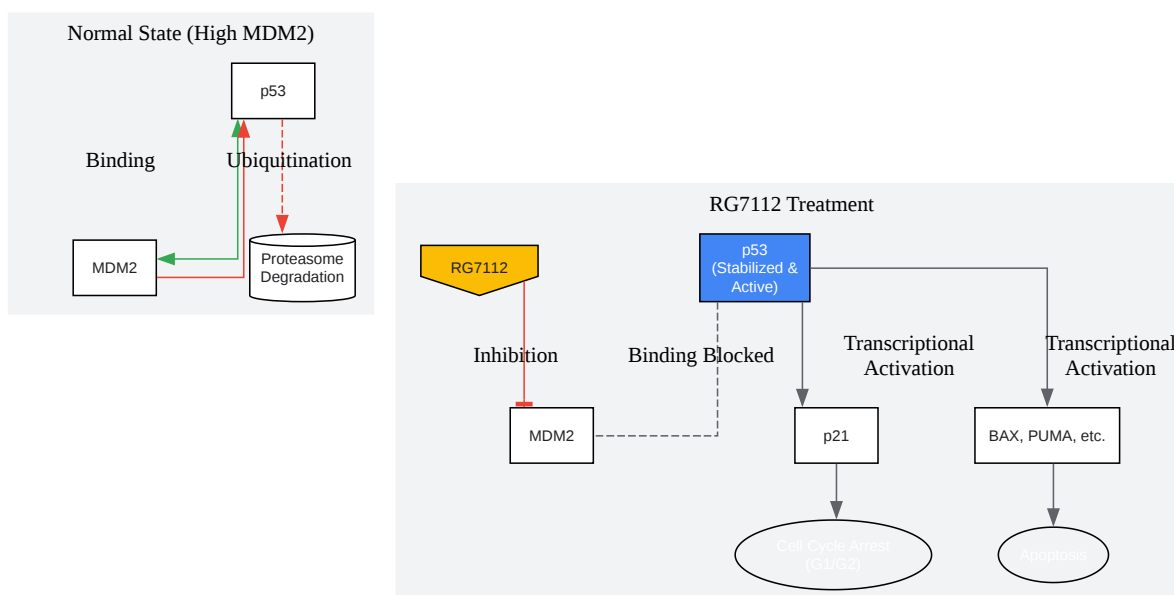 Normal State (High MDM2)
p53
Binding
Ubiquitination
MDM2
Proteasome
Degradation
RG7112 Treatment
RG7112
p53
(Stabilized &
Active)
Inhibition
Binding Blocked
Transcriptional
Activation
Transcriptional
Activation
MDM2
p21
BAX, PUMA, etc.
Cell Cycle Arrest
(G1/G2)
Apoptosis